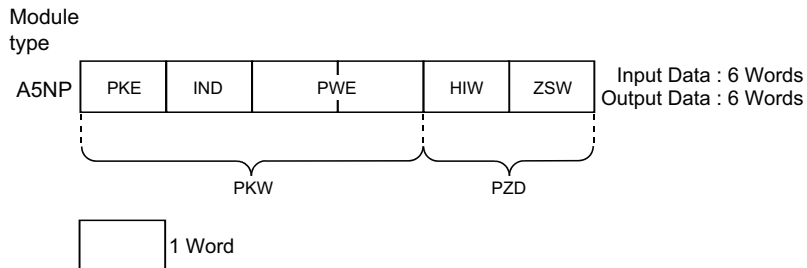 Module
type
A5NP PKE IND PWE HIW ZSW Input Data : 6 Words
Output Data : 6 Words
PKW PZD
1 Word